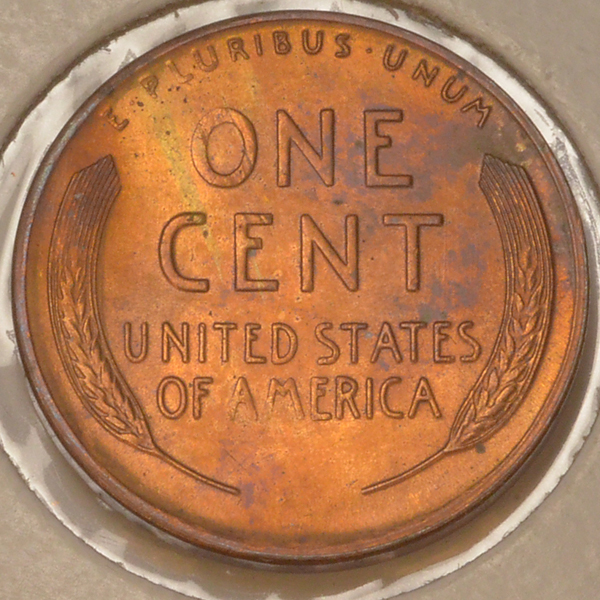 E·PLURIBUS·UNUM
ONE
CENT
UNITED STATES
OF AMERICA